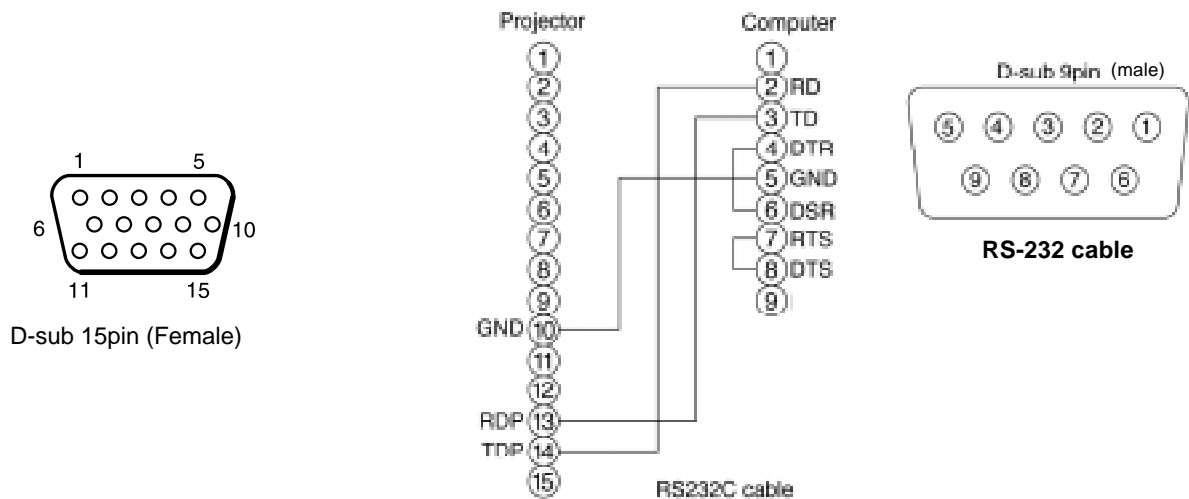 1 5
6 10
11 15
D-sub 15pin (Female)
Projector
1
2
3
4
5
6
7
8
9
GND 10
11
12
RDP 13
TDP 14
15
Computer
1
2 RD
3 TD
4 DTR
5 GND
6 DSR
7 RTS
8 DTS
9
RS232C cable
D-sub 9pin (male)
5 4 3 2 1
9 8 7 6
RS-232 cable